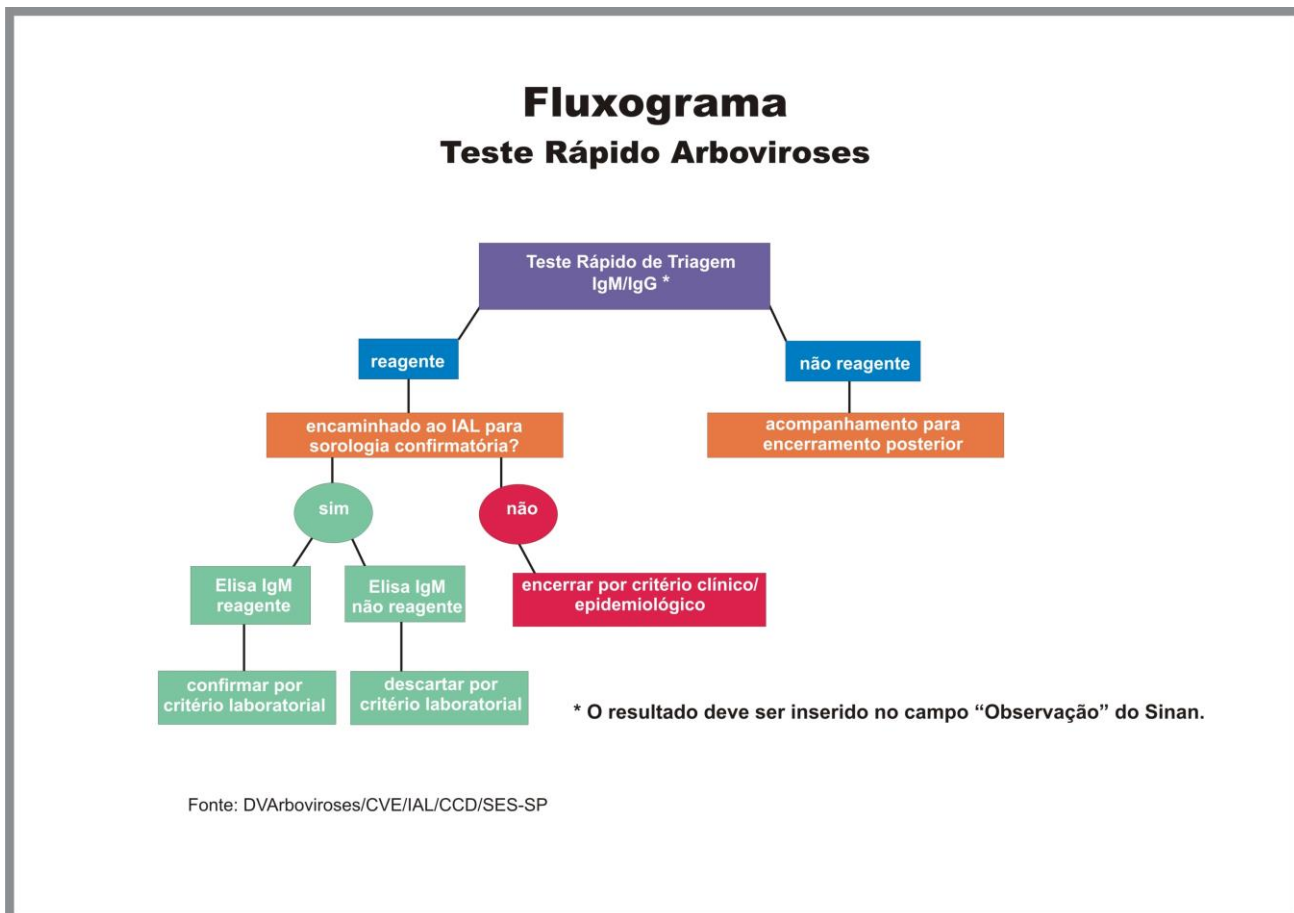 Fluxograma
Teste Rápido Arboviroses
Teste Rápido de Triagem
IgM/IgG *
reagente
não reagente
encaminhado ao IAL para
sorologia confirmatória?
acompanhamento para
encerramento posterior
sim
não
Elisa IgM
reagente
Elisa IgM
não reagente
encerrar por critério clínico/
epidemiológico
confirmar por
critério laboratorial
descartar por
critério laboratorial
* O resultado deve ser inserido no campo “Observação” do Sinan.
Fonte: DVArboviroses/CVE/IAL/CCD/SES-SP